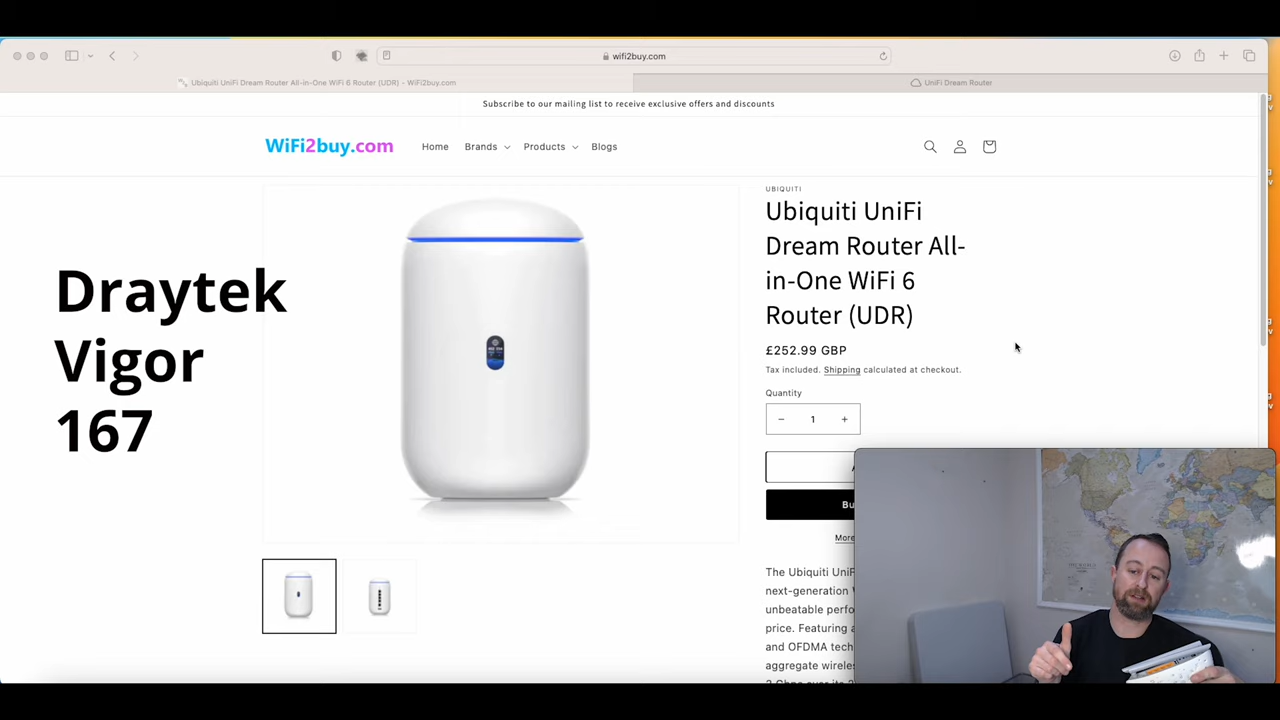 wifi2buy.com
Ubiquiti UniFi Dream Router All-in-One WiFi 6 Router (UDR) – WiFi2buy.com
UniFi Dream Router
Subscribe to our mailing list to receive exclusive offers and discounts
WiFi2buy.com
Home
Brands
Products
Blogs
UBIQUITI
Ubiquiti UniFi
Dream Router All-
in-One WiFi 6
Router (UDR)
£252.99 GBP
Tax included. Shipping calculated at checkout.
Quantity
− 1 +
Bu
More
The Ubiquiti UniF
next-generation
unbeatable perfo
price. Featuring a
and OFDMA tech
aggregate wirele
Draytek
Vigor
167